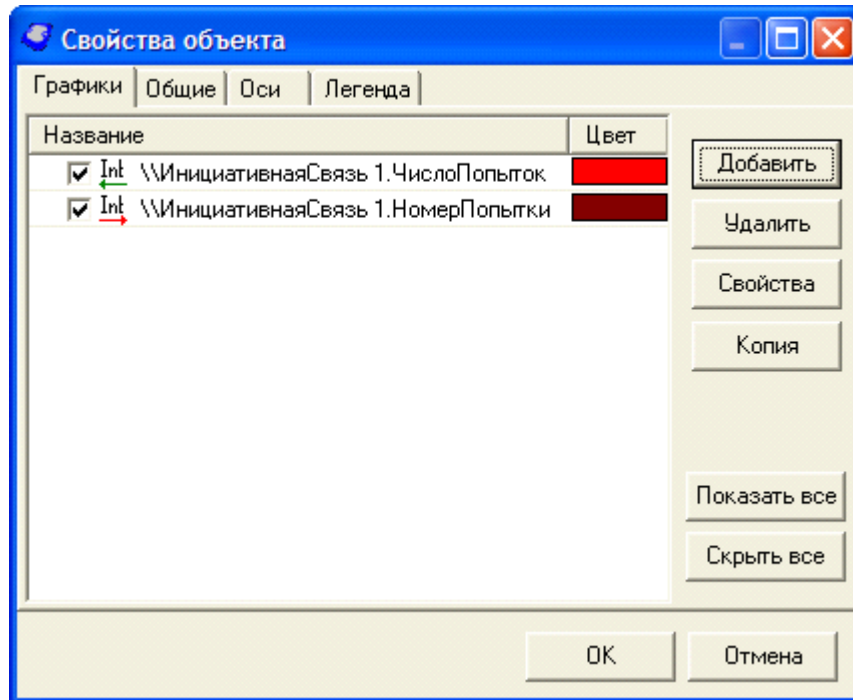 Свойства объекта
Графики Общие Оси Легенда
Название Цвет
Int \\ИнициативнаяСвязь 1.ЧислоПопыток
Int \\ИнициативнаяСвязь 1.НомерПопытки
Добавить
Удалить
Свойства
Копия
Показать все
Скрыть все
OK Отмена